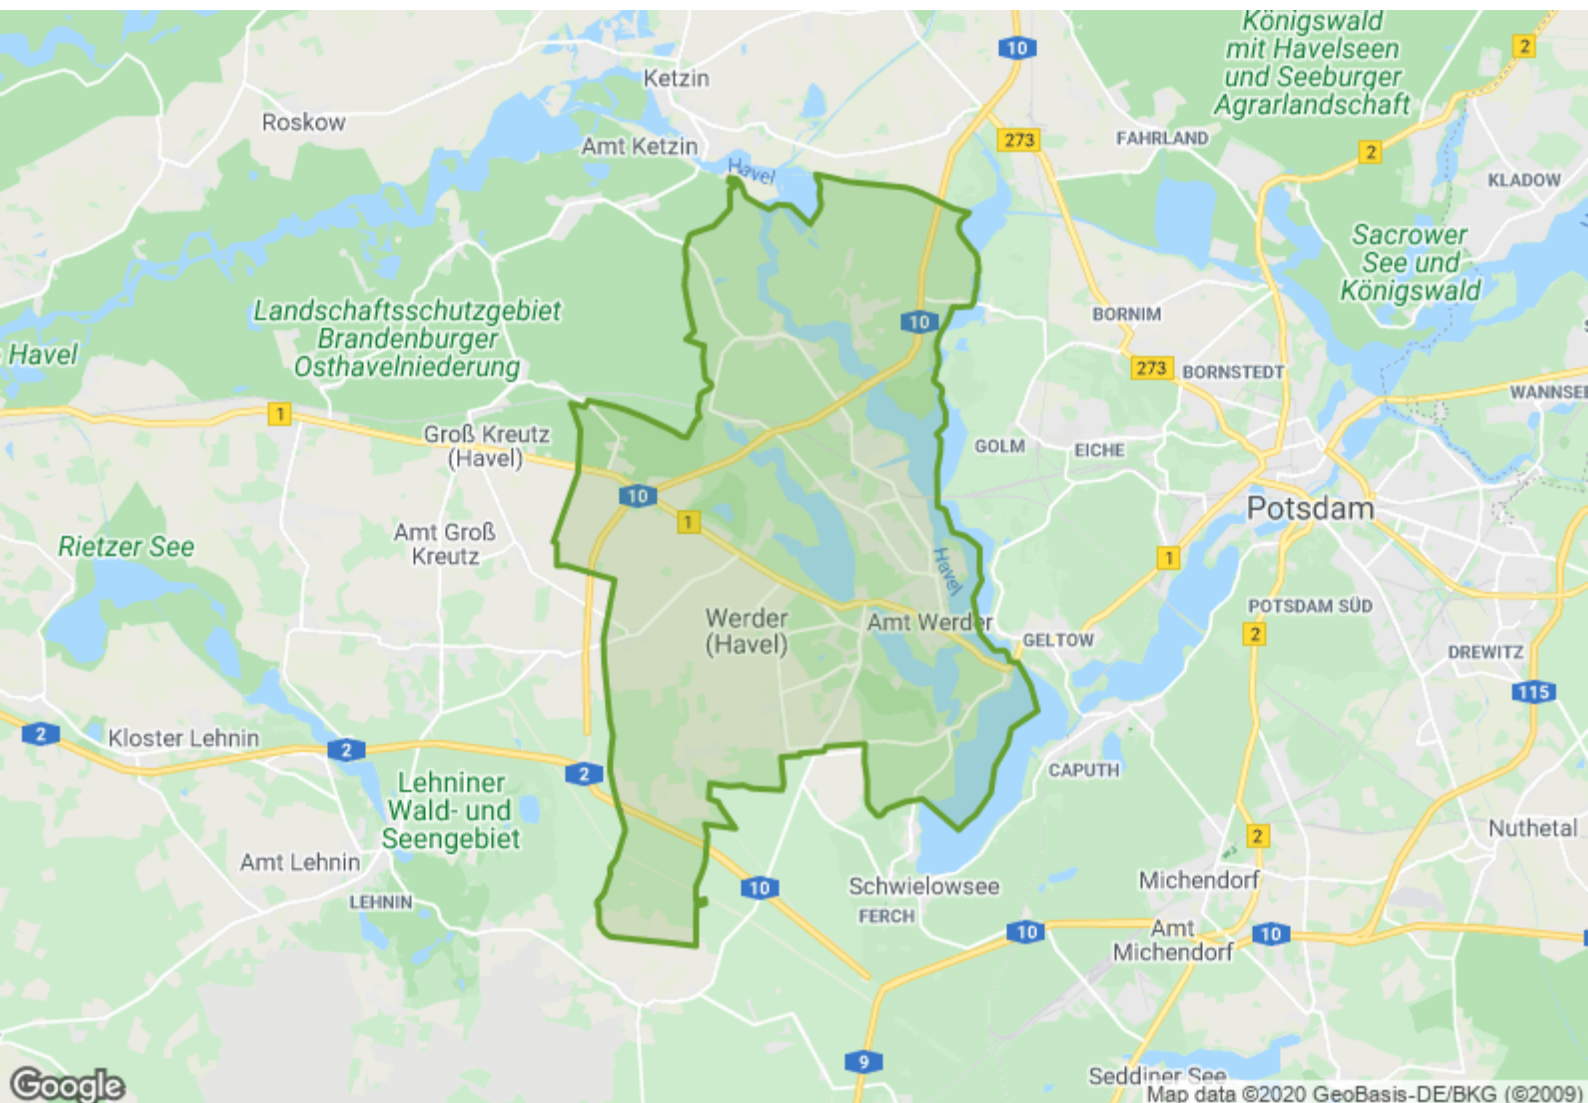 Königswald
mit Havelseen
und Seeburger
Agrarlandschaft
10
2
Ketzin
Roskow
Amt Ketzin
273
FAHRLAND
2
Havel
KLADOW
Sacrower
See und
Königswald
Landschaftsschutzgebiet
Brandenburger
Osthavelniederung
10
BORNIM
Havel
273
BORNSTEDT
WANNSEE
1
Groß Kreutz
(Havel)
GOLM
EICHE
10
Potsdam
1
Amt Groß
Kreutz
Rietzer See
Havel
1
POTSDAM SÜD
Werder
(Havel)
Amt Werder
2
GELTOW
DREWITZ
115
2
Kloster Lehnin
2
2
CAPUTH
Lehniner
Wald- und
Seengebiet
Nuthetal
2
Amt Lehnin
Michendorf
10
Schwielowsee
LEHNIN
FERCH
10
Amt
Michendorf
10
9
Seddiner See
Google
Map data ©2020 GeoBasis-DE/BKG (©2009)